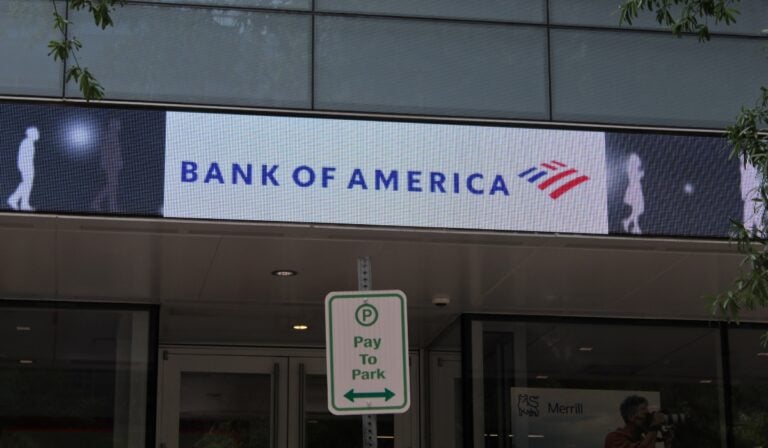 BANK OF AMERICA
P
Pay
To
Park
Merrill